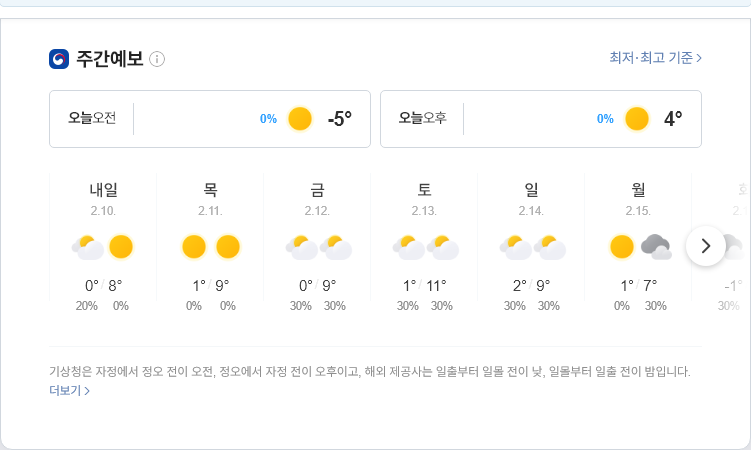 주간예보
최저·최고 기준
오늘오전 0% -5°
오늘오후 0% 4°
내일 목 금 토 일 월
2.10. 2.11. 2.12. 2.13. 2.14. 2.15.
0° / 8° 1° / 9° 0° / 9° 1° / 11° 2° / 9° 1° / 7° -1°
20% 0% 0% 0% 30% 30% 30% 30% 30% 30% 0% 30% 30%
기상청은 자정에서 정오 전이 오전, 정오에서 자정 전이 오후이고, 해외 제공사는 일출부터 일몰 전이 낮, 일몰부터 일출 전이 밤입니다.
더보기